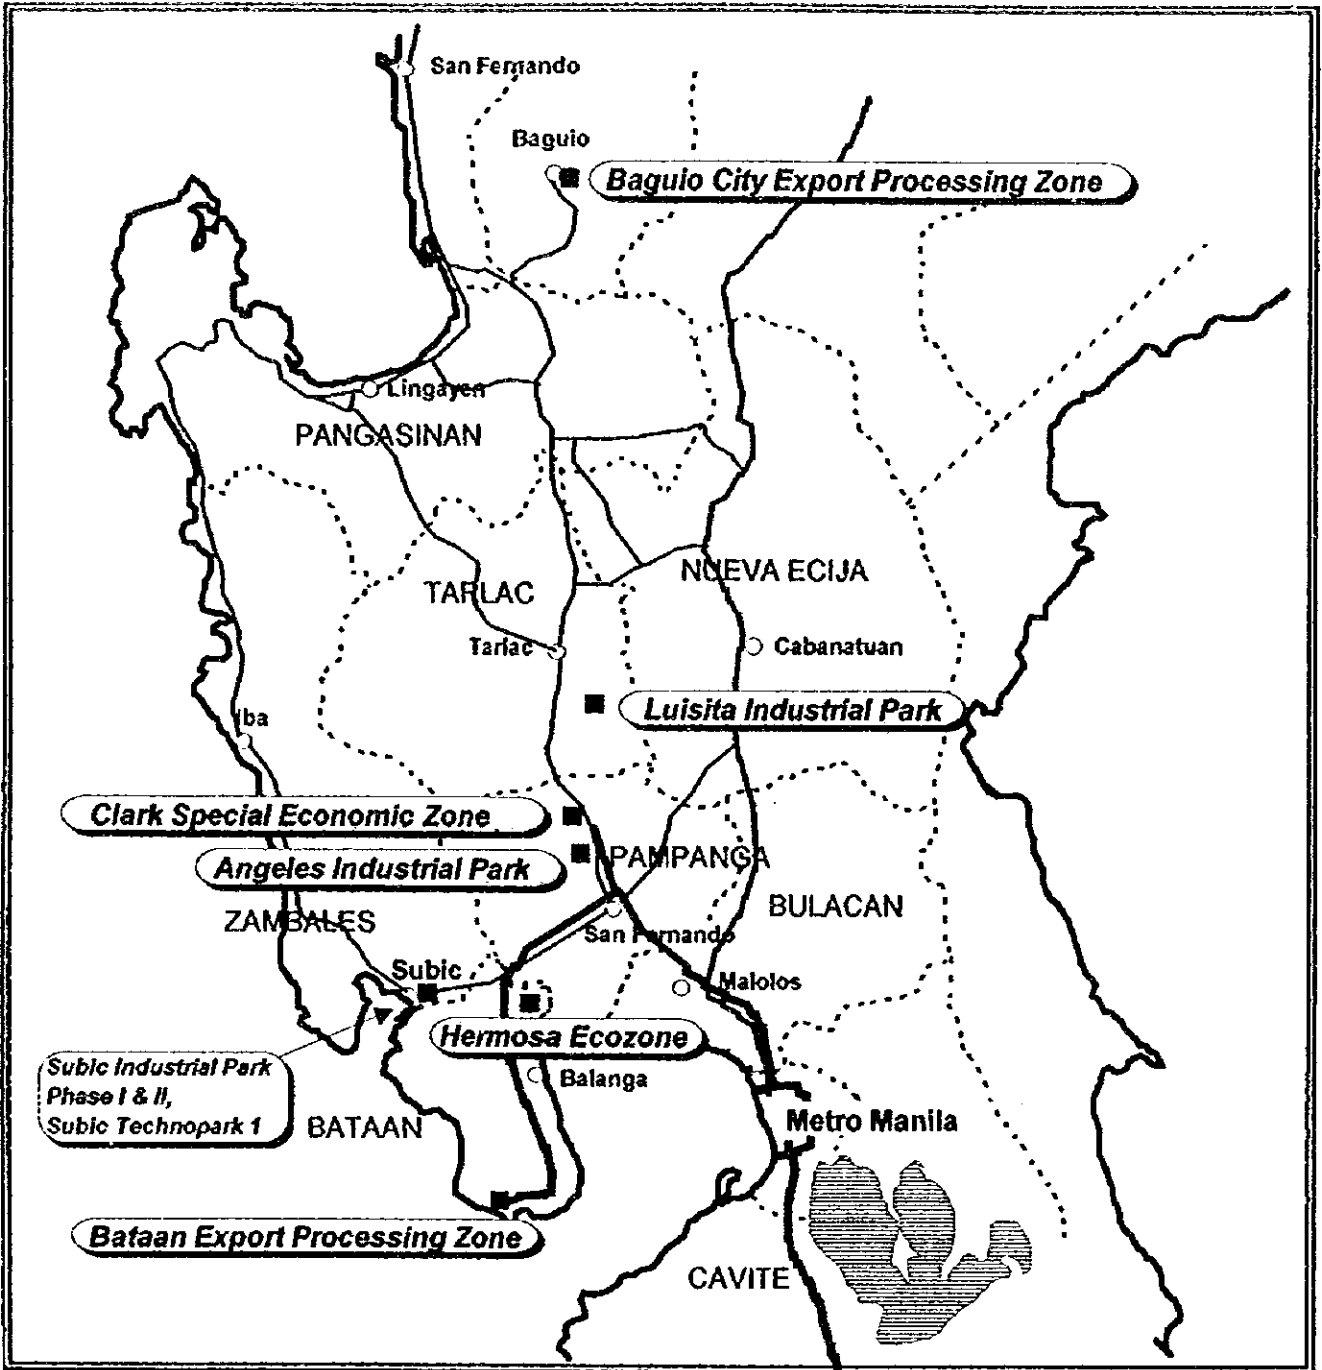 San Fernando
Baguio
Baguio City Export Processing Zone
Lingayen
PANGASINAN
NUEVA ECIJA
TARLAC
Tarlac
Cabanatuan
Luisita Industrial Park
Iba
Clark Special Economic Zone
Angeles Industrial Park
PAMPANGA
ZAMBALES
BULACAN
San Fernando
Subic
Malolos
Hermosa Ecozone
Subic Industrial Park
Phase I & II,
Subic Technopark 1
Balanga
BATAAN
Metro Manila
Bataan Export Processing Zone
CAVITE